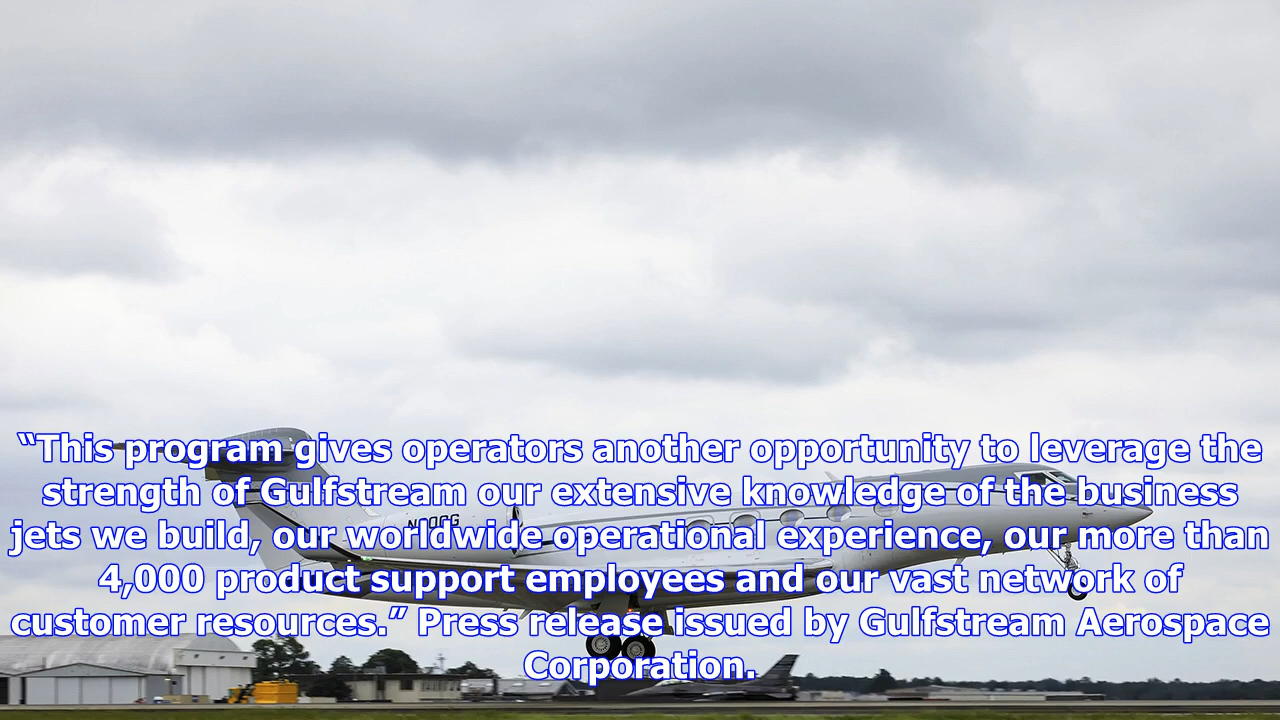 “This program gives operators another opportunity to leverage the
strength of Gulfstream our extensive knowledge of the business
jets we build, our worldwide operational experience, our more than
4,000 product support employees and our vast network of
customer resources.” Press release issued by Gulfstream Aerospace
Corporation.